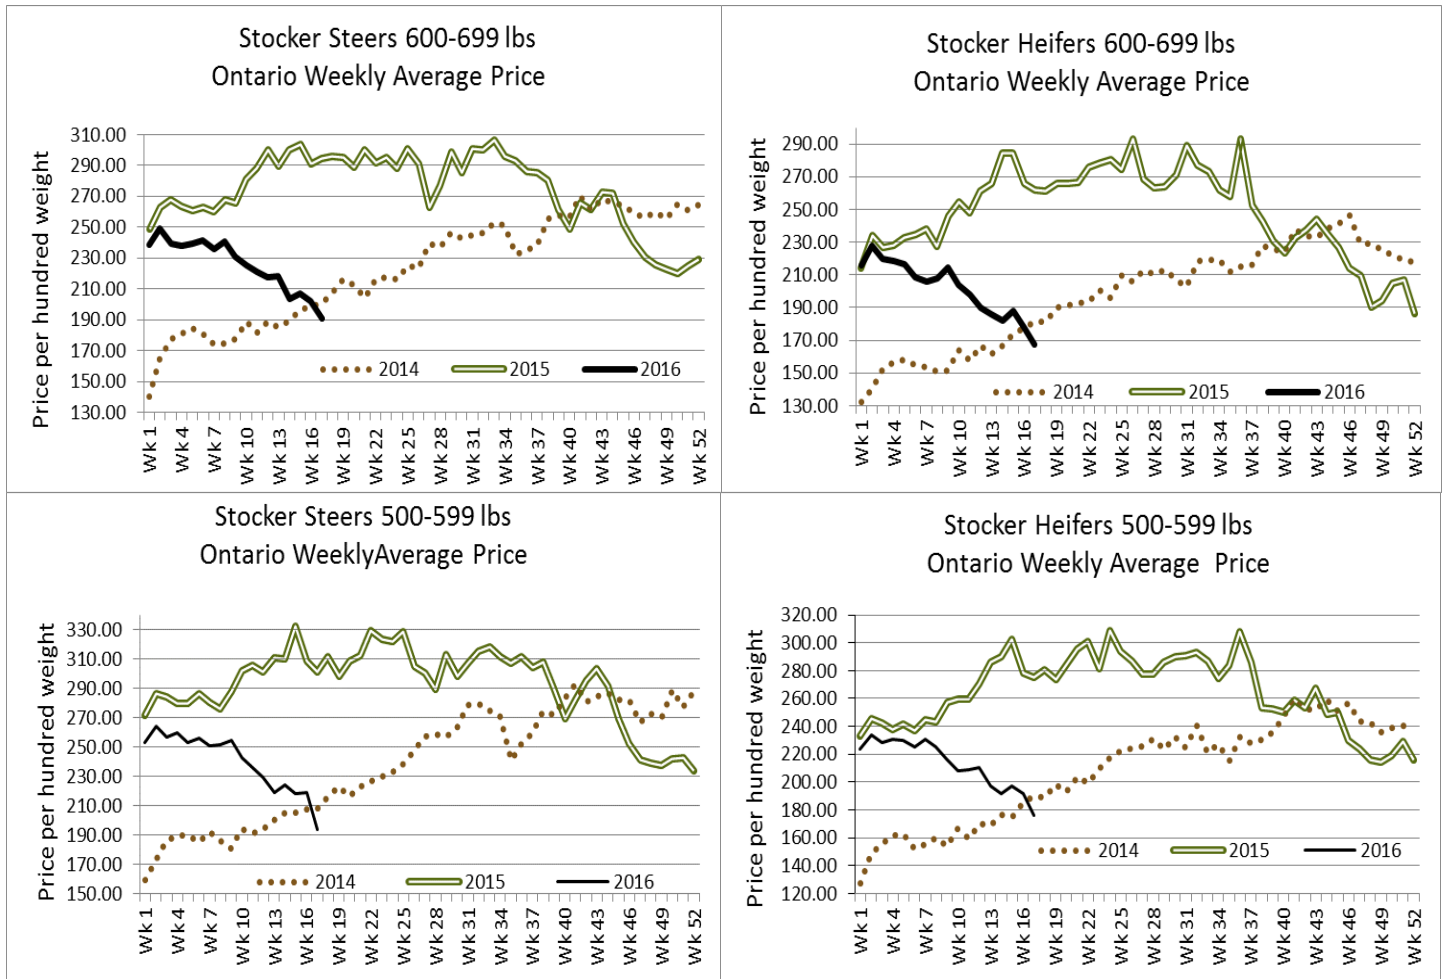 Stocker Steers 600-699 lbs
Ontario Weekly Average Price
Price per hundred weight
310.00
290.00
270.00
250.00
230.00
210.00
190.00
170.00
150.00
130.00
2014
2015
2016
Wk 1
Wk 4
Wk 7
Wk 10
Wk 13
Wk 16
Wk 19
Wk 22
Wk 25
Wk 28
Wk 31
Wk 34
Wk 37
Wk 40
Wk 43
Wk 46
Wk 49
Wk 52
Stocker Heifers 600-699 lbs
Ontario Weekly Average Price
Price per hundred weight
290.00
270.00
250.00
230.00
210.00
190.00
170.00
150.00
130.00
2014
2015
2016
Wk 1
Wk 4
Wk 7
Wk 10
Wk 13
Wk 16
Wk 19
Wk 22
Wk 25
Wk 28
Wk 31
Wk 34
Wk 37
Wk 40
Wk 43
Wk 46
Wk 49
Wk 52
Stocker Steers 500-599 lbs
Ontario WeeklyAverage Price
Price per hundred weight
330.00
310.00
290.00
270.00
250.00
230.00
210.00
190.00
170.00
150.00
2014
2015
2016
Wk 1
Wk 4
Wk 7
Wk 10
Wk 13
Wk 16
Wk 19
Wk 22
Wk 25
Wk 28
Wk 31
Wk 34
Wk 37
Wk 40
Wk 43
Wk 46
Wk 49
Wk 52
Stocker Heifers 500-599 lbs
Ontario Weekly Average  Price
Price per hundred weight
320.00
300.00
280.00
260.00
240.00
220.00
200.00
180.00
160.00
140.00
120.00
2014
2015
2016
Wk 1
Wk 4
Wk 7
Wk 10
Wk 13
Wk 16
Wk 19
Wk 22
Wk 25
Wk 28
Wk 31
Wk 34
Wk 37
Wk 40
Wk 43
Wk 46
Wk 49
Wk 52